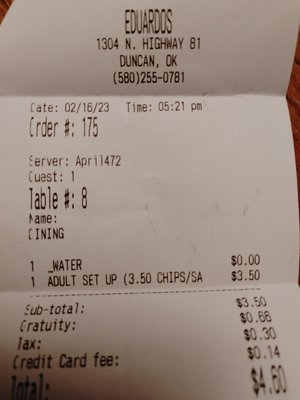 EDUARDOS
1304 N. HIGHWAY 81
DUNCAN, OK
(580)255-0781
Date: 02/16/23 Time: 05:21 pm
Order #: 175
Server: April472
Guest: 1
Table #: 8
Name:
DINING
1 _WATER $0.00
1 ADULT SET UP (3.50 CHIPS/SA $3.50
Sub-total: $3.50
Gratuity: $0.66
Tax: $0.30
Credit Card fee: $0.14
Total: $4.60